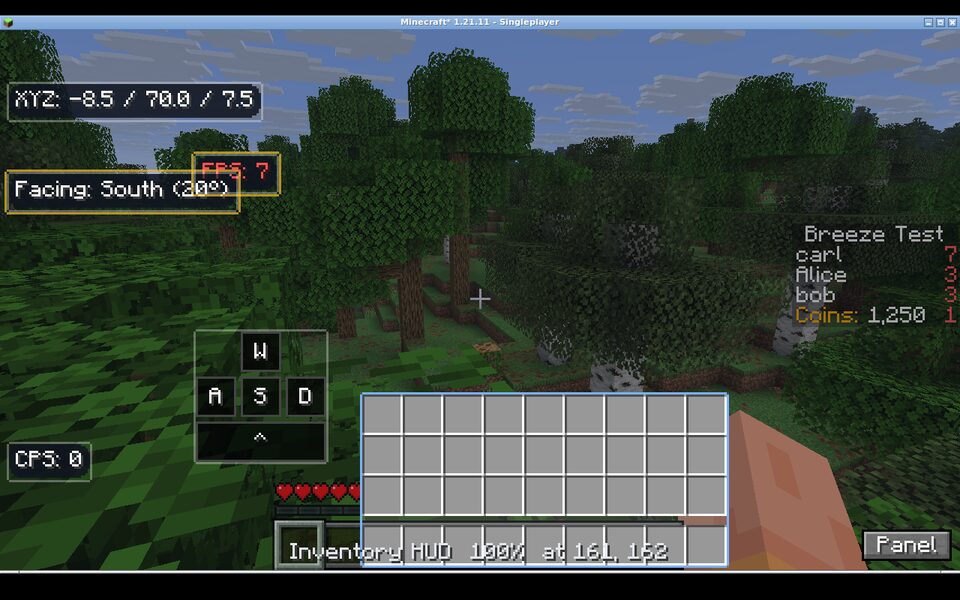 Minecraft* 1.21.11 - Singleplayer
XYZ: -8.5 / 70.0 / 7.5
FPS: 7
Facing: South (20°)
Breeze Test
carl 7
Alice 3
bob 3
Coins: 1,250 1
W
A S D
^
CPS: 0
Inventory HUD 100% at 161, 162
Panel